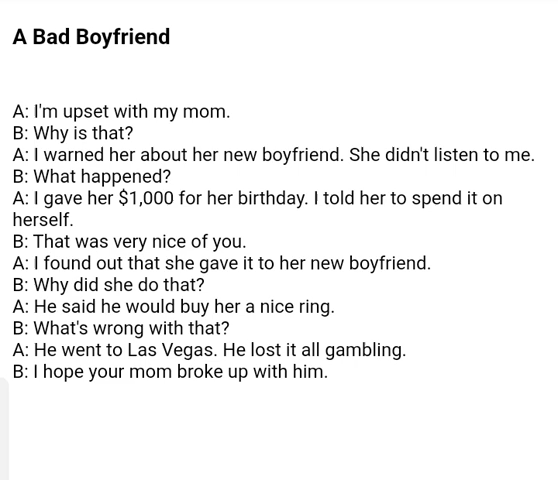 A Bad Boyfriend
A: I'm upset with my mom.
B: Why is that?
A: I warned her about her new boyfriend. She didn't listen to me.
B: What happened?
A: I gave her $1,000 for her birthday. I told her to spend it on
herself.
B: That was very nice of you.
A: I found out that she gave it to her new boyfriend.
B: Why did she do that?
A: He said he would buy her a nice ring.
B: What's wrong with that?
A: He went to Las Vegas. He lost it all gambling.
B: I hope your mom broke up with him.